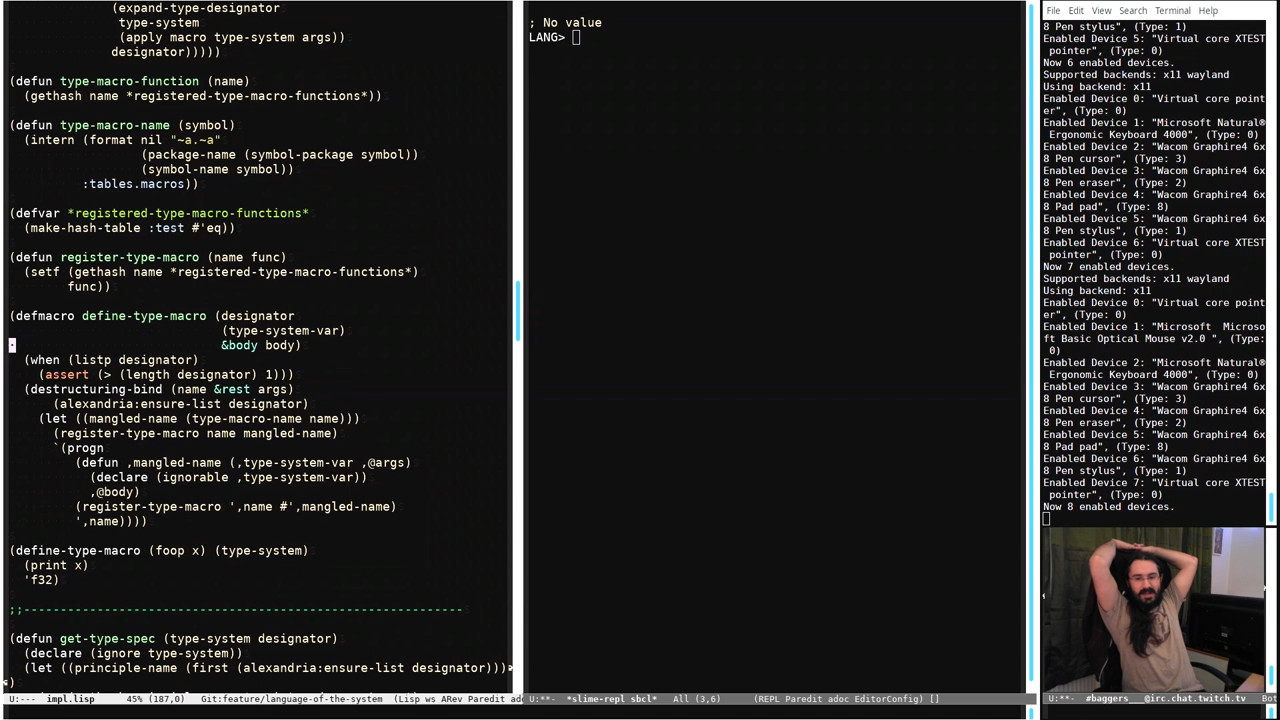 (expand-type-designator
type-system
(apply macro type-system args))
designator)))))
(defun type-macro-function (name)
(gethash name *registered-type-macro-functions*))
(defun type-macro-name (symbol)
(intern (format nil "~a.~a"
(package-name (symbol-package symbol))
(symbol-name symbol))
:tables.macros))
(defvar *registered-type-macro-functions*
(make-hash-table :test #'eq))
(defun register-type-macro (name func)
(setf (gethash name *registered-type-macro-functions*)
func))
(defmacro define-type-macro (designator
(type-system-var)
&body body)
(when (listp designator)
(assert (> (length designator) 1)))
(destructuring-bind (name &rest args)
(alexandria:ensure-list designator)
(let ((mangled-name (type-macro-name name)))
(register-type-macro name mangled-name)
`(progn
(defun ,mangled-name (,type-system-var ,@args)
(declare (ignorable ,type-system-var))
,@body)
(register-type-macro ',name #',mangled-name)
',name))))
(define-type-macro (foop x) (type-system)
(print x)
'f32)
;;------------------------------------------------------------
(defun get-type-spec (type-system designator)
(declare (ignore type-system))
(let ((principle-name (first (alexandria:ensure-list designator)))
)
U:--- impl.lisp 45% (187,0) Git:feature/language-of-the-system (Lisp ws ARev Paredit ado
; No value
LANG>
U:**- *slime-repl sbcl* All (3,6) (REPL Paredit adoc EditorConfig) []
File Edit View Search Terminal Help
8 Pen stylus", (Type: 1)
Enabled Device 5: "Virtual core XTEST
pointer", (Type: 0)
Now 6 enabled devices.
Supported backends: x11 wayland
Using backend: x11
Enabled Device 0: "Virtual core point
er", (Type: 0)
Enabled Device 1: "Microsoft Natural®
Ergonomic Keyboard 4000", (Type: 0)
Enabled Device 2: "Wacom Graphire4 6x
8 Pen cursor", (Type: 3)
Enabled Device 3: "Wacom Graphire4 6x
8 Pen eraser", (Type: 2)
Enabled Device 4: "Wacom Graphire4 6x
8 Pad pad", (Type: 8)
Enabled Device 5: "Wacom Graphire4 6x
8 Pen stylus", (Type: 1)
Enabled Device 6: "Virtual core XTEST
pointer", (Type: 0)
Now 7 enabled devices.
Supported backends: x11 wayland
Using backend: x11
Enabled Device 0: "Virtual core point
er", (Type: 0)
Enabled Device 1: "Microsoft  Microso
ft Basic Optical Mouse v2.0 ", (Type:
0)
Enabled Device 2: "Microsoft Natural®
Ergonomic Keyboard 4000", (Type: 0)
Enabled Device 3: "Wacom Graphire4 6x
8 Pen cursor", (Type: 3)
Enabled Device 4: "Wacom Graphire4 6x
8 Pen eraser", (Type: 2)
Enabled Device 5: "Wacom Graphire4 6x
8 Pad pad", (Type: 8)
Enabled Device 6: "Wacom Graphire4 6x
8 Pen stylus", (Type: 1)
Enabled Device 7: "Virtual core XTEST
pointer", (Type: 0)
Now 8 enabled devices.
U:**- #baggers___@irc.chat.twitch.tv Bot